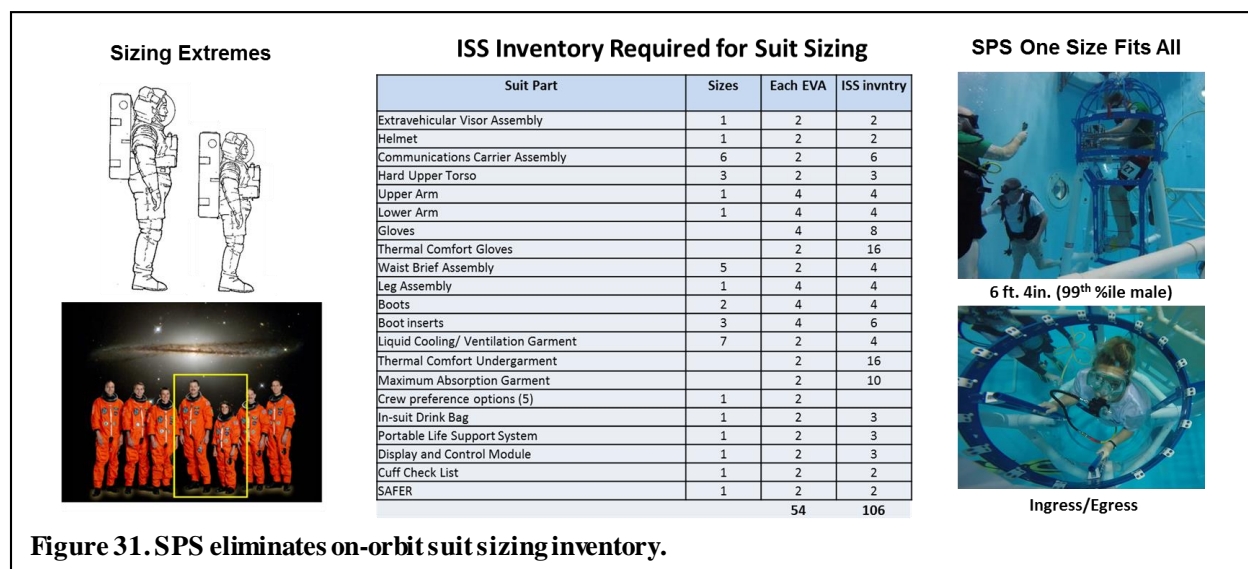 Sizing Extremes
ISS Inventory Required for Suit Sizing
Suit Part Sizes Each EVA ISS invntry
Extravehicular Visor Assembly 1 2 2
Helmet 1 2 2
Communications Carrier Assembly 6 2 6
Hard Upper Torso 3 2 3
Upper Arm 1 4 4
Lower Arm 1 4 4
Gloves 4 8
Thermal Comfort Gloves 2 16
Waist Brief Assembly 5 2 4
Leg Assembly 1 4 4
Boots 2 4 4
Boot inserts 3 4 6
Liquid Cooling/ Ventilation Garment 7 2 4
Thermal Comfort Undergarment 2 16
Maximum Absorption Garment 2 10
Crew preference options (5) 1 2
In-suit Drink Bag 1 2 3
Portable Life Support System 1 2 3
Display and Control Module 1 2 3
Cuff Check List 1 2 2
SAFER 1 2 2
54 106
SPS One Size Fits All
27
6 ft. 4in. (99th %ile male)
Ingress/Egress
Figure 31. SPS eliminates on-orbit suit sizing inventory.